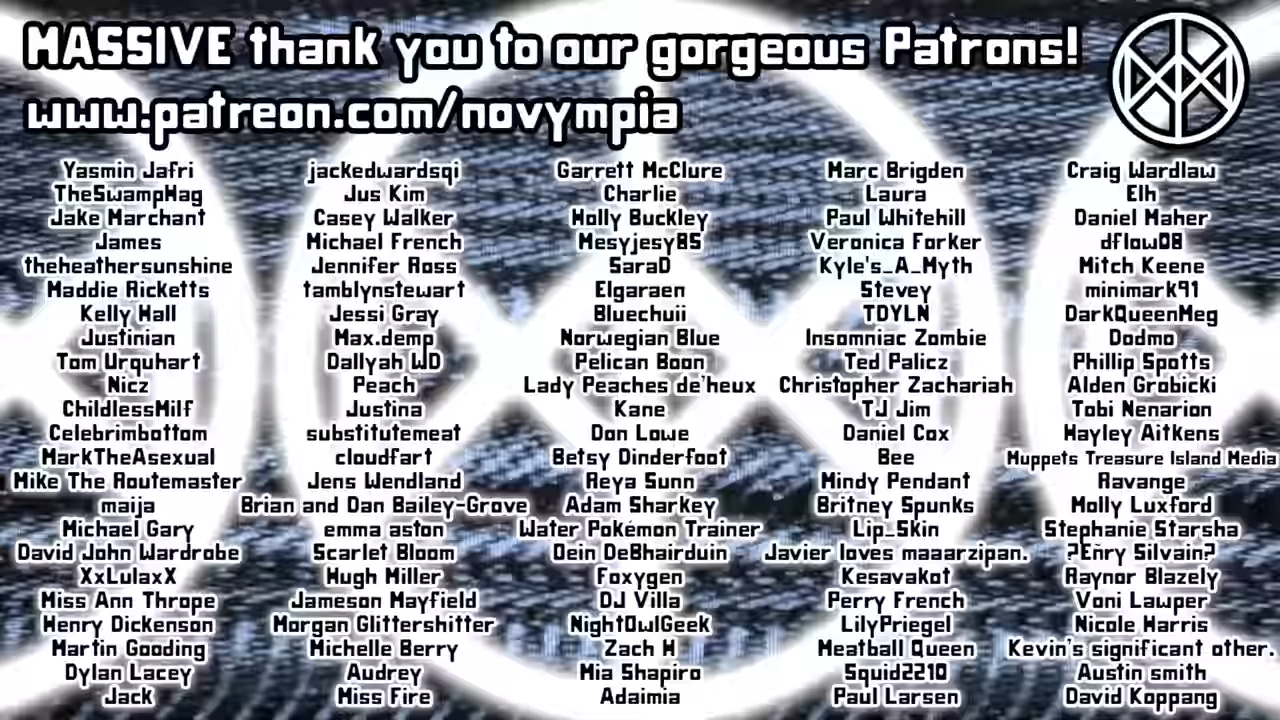 MASSIVE thank you to our gorgeous Patrons!
www.patreon.com/novympia
Yasmin Jafri
TheSwampHag
Jake Marchant
James
theheathersunshine
Maddie Ricketts
Kelly Hall
Justinian
Tom Urquhart
Nicz
ChildlessMilf
Celebrimbottom
MarkTheAsexual
Mike The Routemaster
maija
Michael Gary
David John Wardrobe
XxLulaxX
Miss Ann Thrope
Henry Dickenson
Martin Gooding
Dylan Lacey
Jack
jackedwardsqi
Jus Kim
Casey Walker
Michael French
Jennifer Ross
tamblynstewart
Jessi Gray
Max.demp
Dallyah WD
Peach
Justina
substitutemeat
cloudfart
Jens Wendland
Brian and Dan Bailey-Grove
emma aston
Scarlet Bloom
Hugh Miller
Jameson Mayfield
Morgan Glittershitter
Michelle Berry
Audrey
Miss Fire
Garrett McClure
Charlie
Holly Buckley
Mesyjesy85
SaraD
Elgaraen
Bluechuii
Norwegian Blue
Pelican Boon
Lady Peaches de'heux
Kane
Don Lowe
Betsy Dinderfoot
Reya Sunn
Adam Sharkey
Water Pokémon Trainer
Oein DeBhairduin
Foxygen
DJ Villa
NightOwlGeek
Zach H
Mia Shapiro
Adaimia
Marc Brigden
Laura
Paul Whitehill
Veronica Forker
Kyle's_A_Myth
Stevey
TDYLN
Insomniac Zombie
Ted Palicz
Christopher Zachariah
TJ Jim
Daniel Cox
Bee
Mindy Pendant
Britney Spunks
Lip_Skin
Javier loves maaarzipan.
Kesavakot
Perry French
LilyPriegel
Meatball Queen
Squid2210
Paul Larsen
Craig Wardlaw
Elh
Daniel Maher
dflow08
Mitch Keene
minimark91
DarkQueenMeg
Dodmo
Phillip Spotts
Alden Grobicki
Tobi Nenarion
Hayley Aitkens
Muppets Treasure Island Media
Ravange
Molly Luxford
Stephanie Starsha
?Eñry Silvain?
Raynor Blazely
Voni Lawper
Nicole Harris
Kevin's significant other.
Austin smith
David Koppang